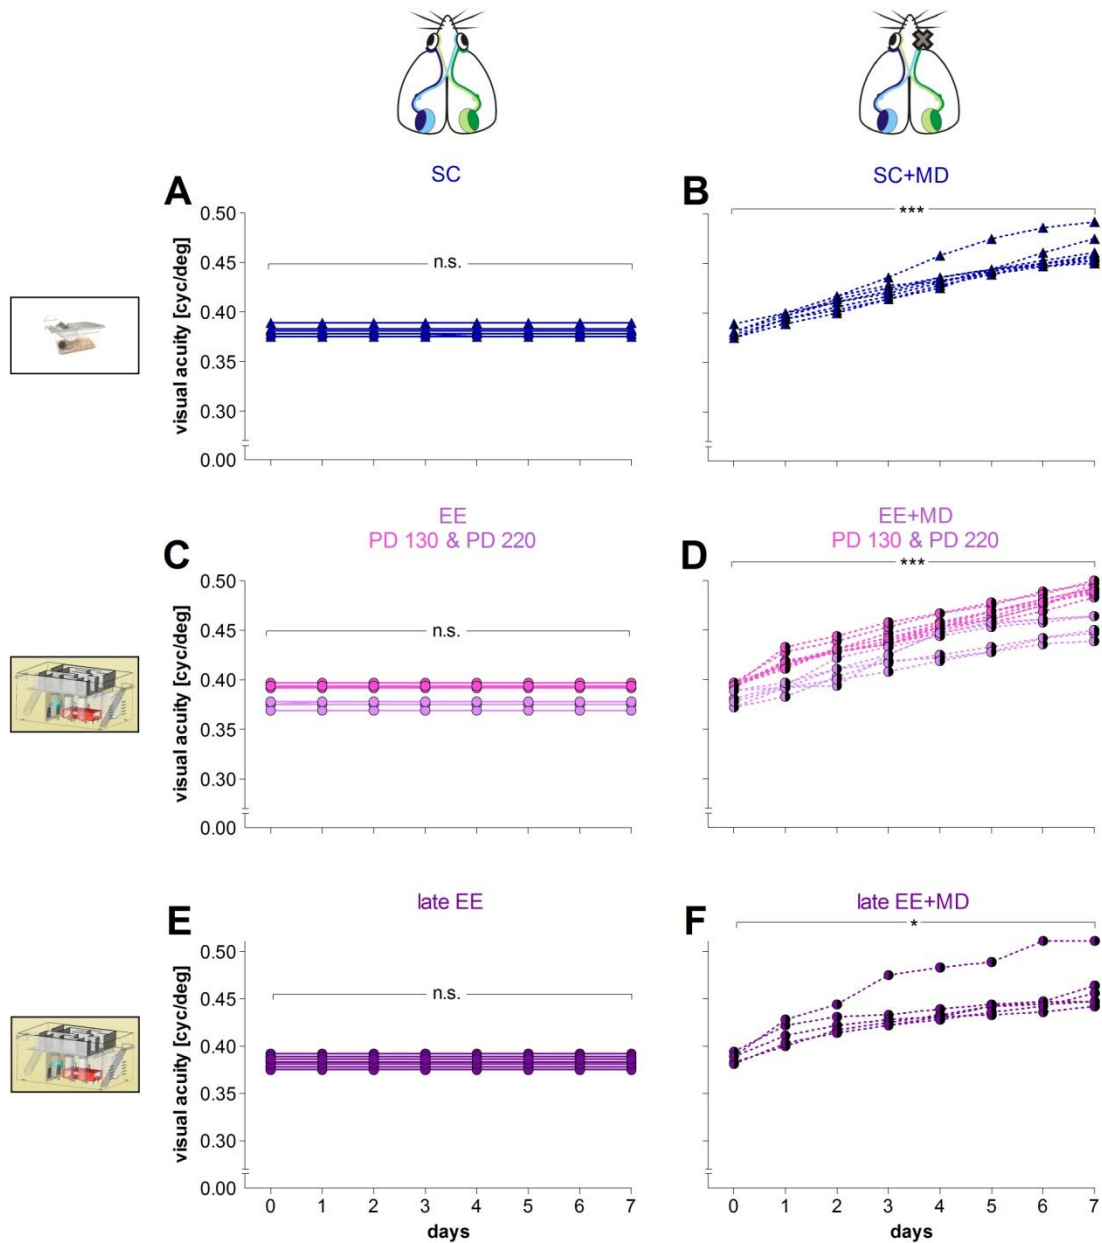 A
SC
visual acuity [cyc/deg]
0.50
0.45
0.40
0.35
0.30
0.00
n.s.
B
SC+MD
***
C
EE
PD 130 & PD 220
visual acuity [cyc/deg]
0.50
0.45
0.40
0.35
0.30
0.00
n.s.
D
EE+MD
PD 130 & PD 220
***
E
late EE
visual acuity [cyc/deg]
0.50
0.45
0.40
0.35
0.30
0.00
n.s.
0 1 2 3 4 5 6 7
days
F
late EE+MD
*
0 1 2 3 4 5 6 7
days